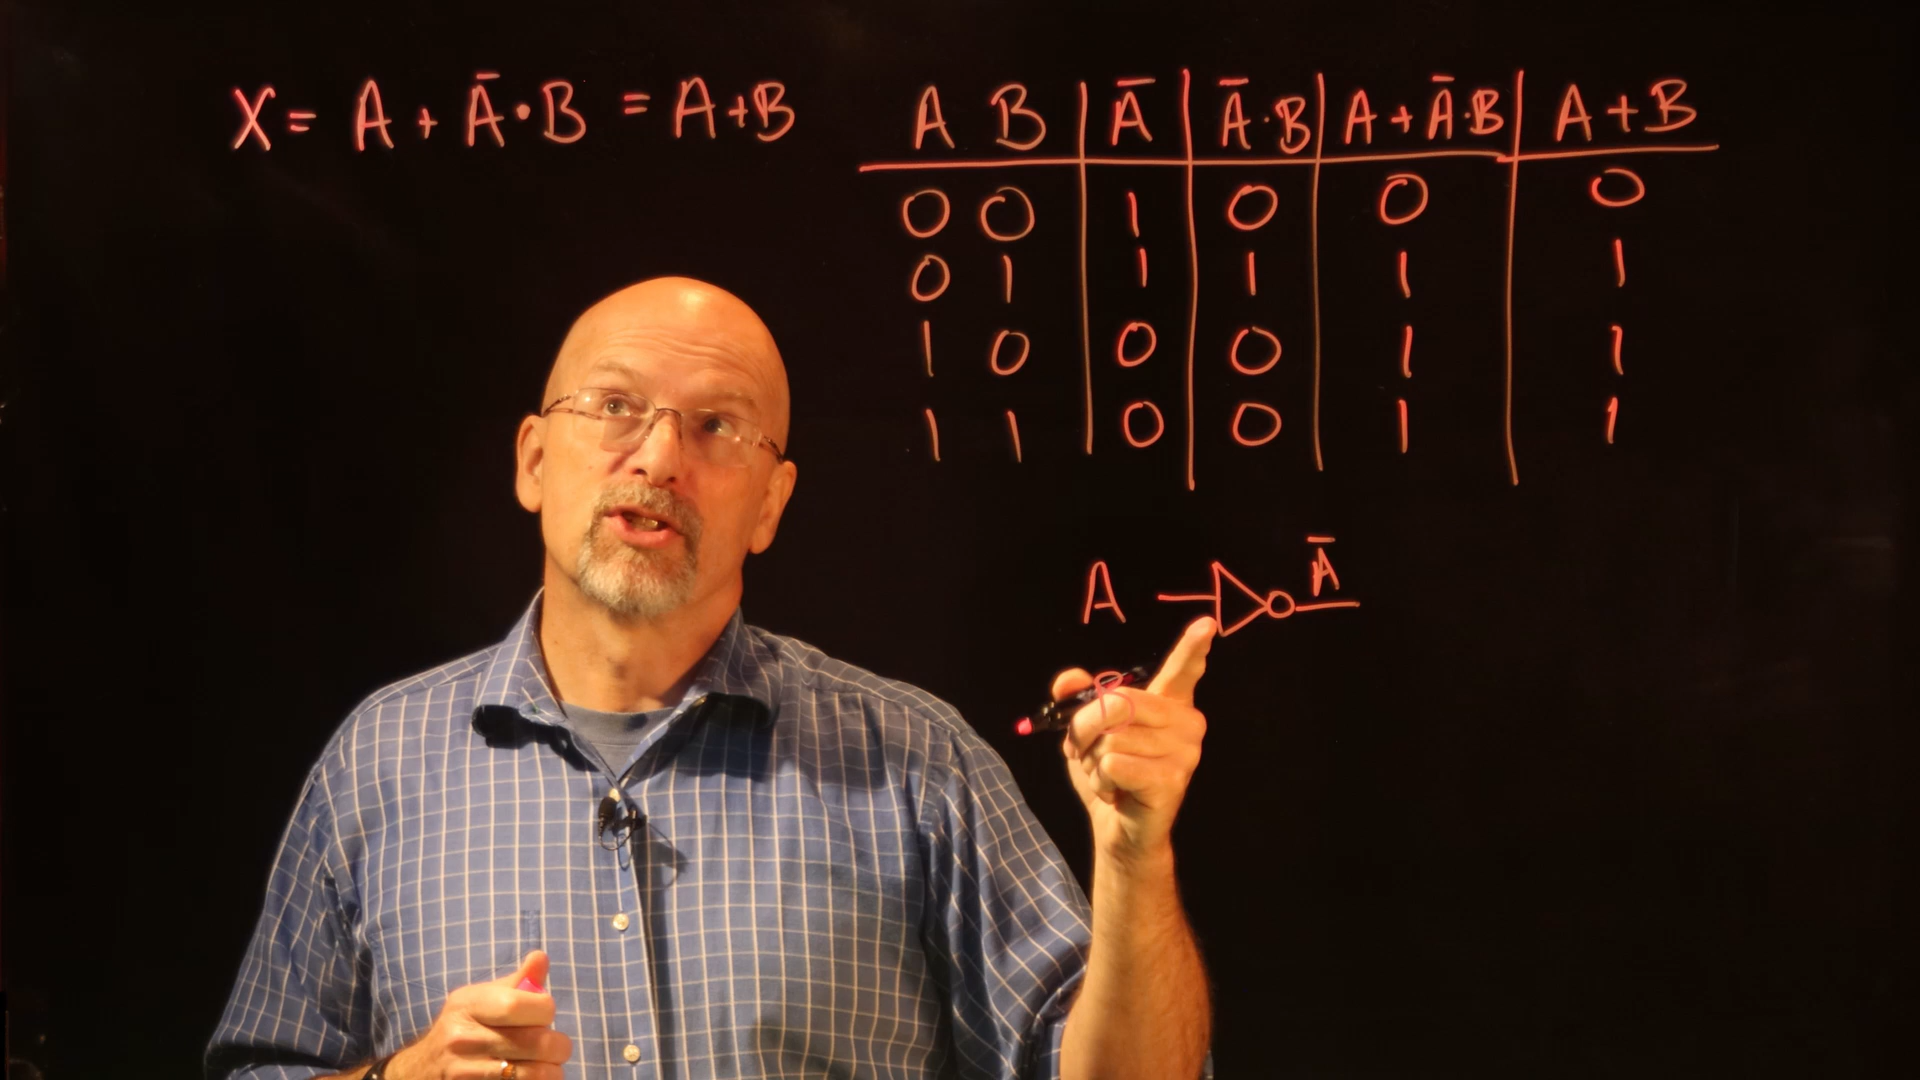 X = A + Ā·B = A+B
A B Ā Ā·B A+Ā·B A+B
0 0 1 0 0 0
0 1 1 1 1 1
1 0 0 0 1 1
1 1 0 0 1 1
A Ā